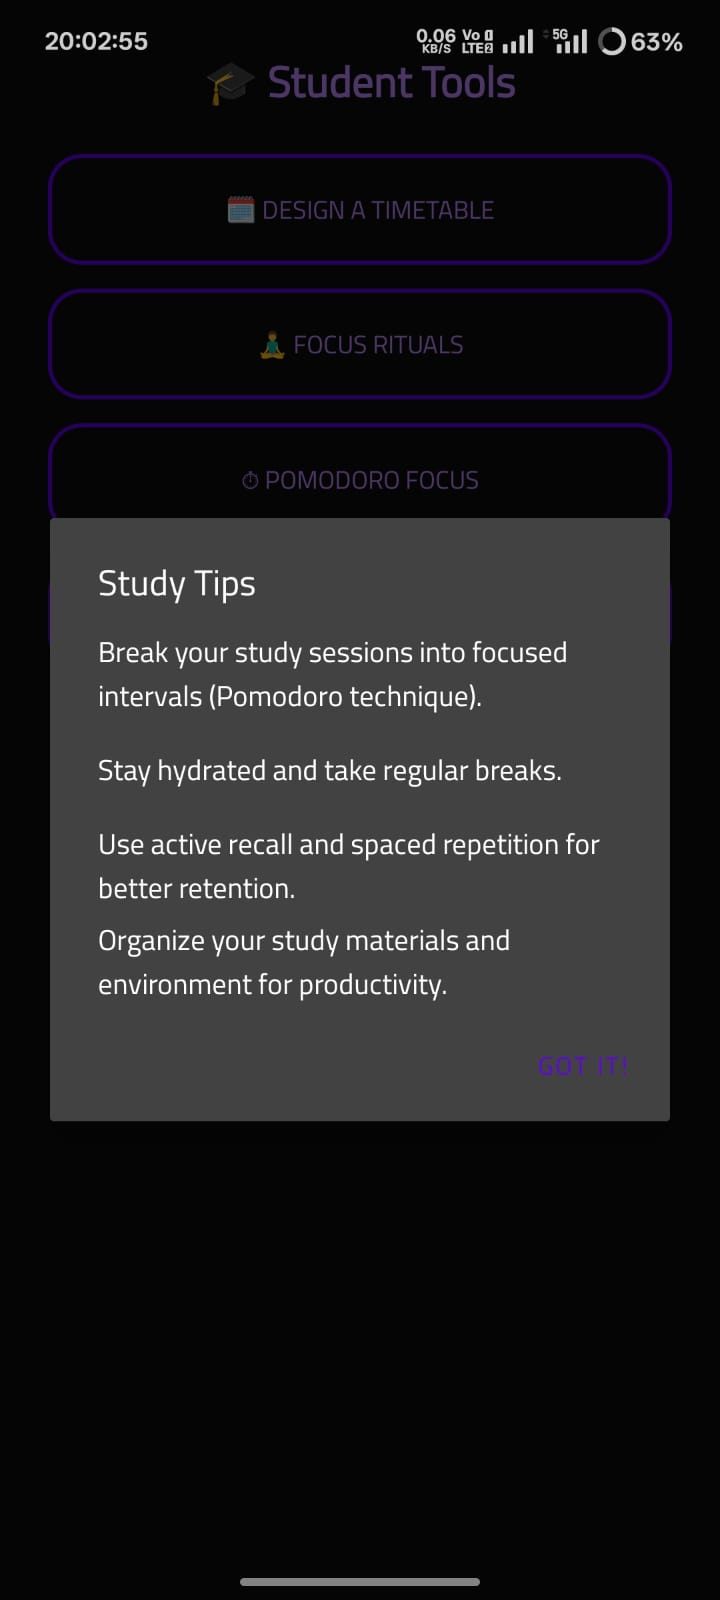 20:02:55 0.06 KB/S Vo LTE2 5G 63%
🎓 Student Tools
🗓️ DESIGN A TIMETABLE
🧘 FOCUS RITUALS
⏱ POMODORO FOCUS
Study Tips
Break your study sessions into focused
intervals (Pomodoro technique).
Stay hydrated and take regular breaks.
Use active recall and spaced repetition for
better retention.
Organize your study materials and
environment for productivity.
GOT IT!